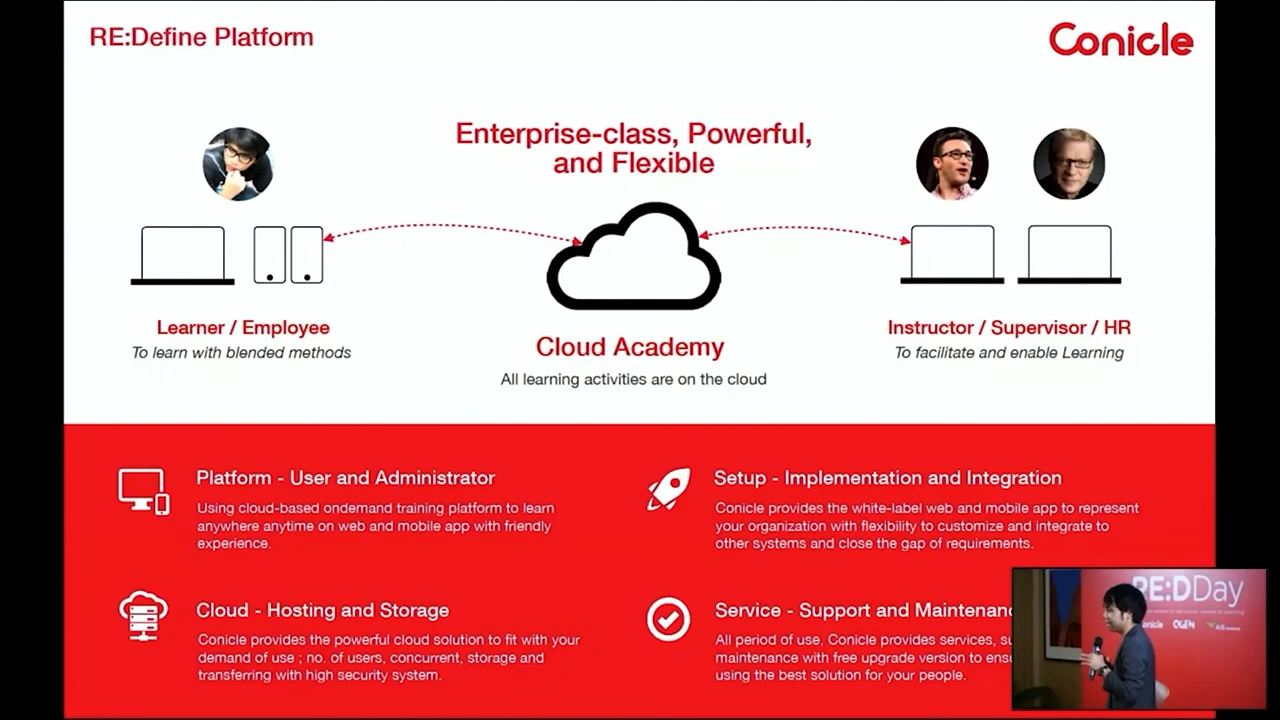 RE:Define Platform
Conicle
Enterprise-class, Powerful,
and Flexible
Learner / Employee
To learn with blended methods
Cloud Academy
All learning activities are on the cloud
Instructor / Supervisor / HR
To facilitate and enable Learning
Platform - User and Administrator
Using cloud-based ondemand training platform to learn
anywhere anytime on web and mobile app with friendly
experience.
Setup - Implementation and Integration
Conicle provides the white-label web and mobile app to represent
your organization with flexibility to customize and integrate to
other systems and close the gap of requirements.
Cloud - Hosting and Storage
Conicle provides the powerful cloud solution to fit with your
demand of use ; no. of users, concurrent, storage and
transferring with high security system.
Service - Support and
All period of use, Conicle provides services,
maintenance with free upgrade version to
using the best solution for your people.
RE:DDay